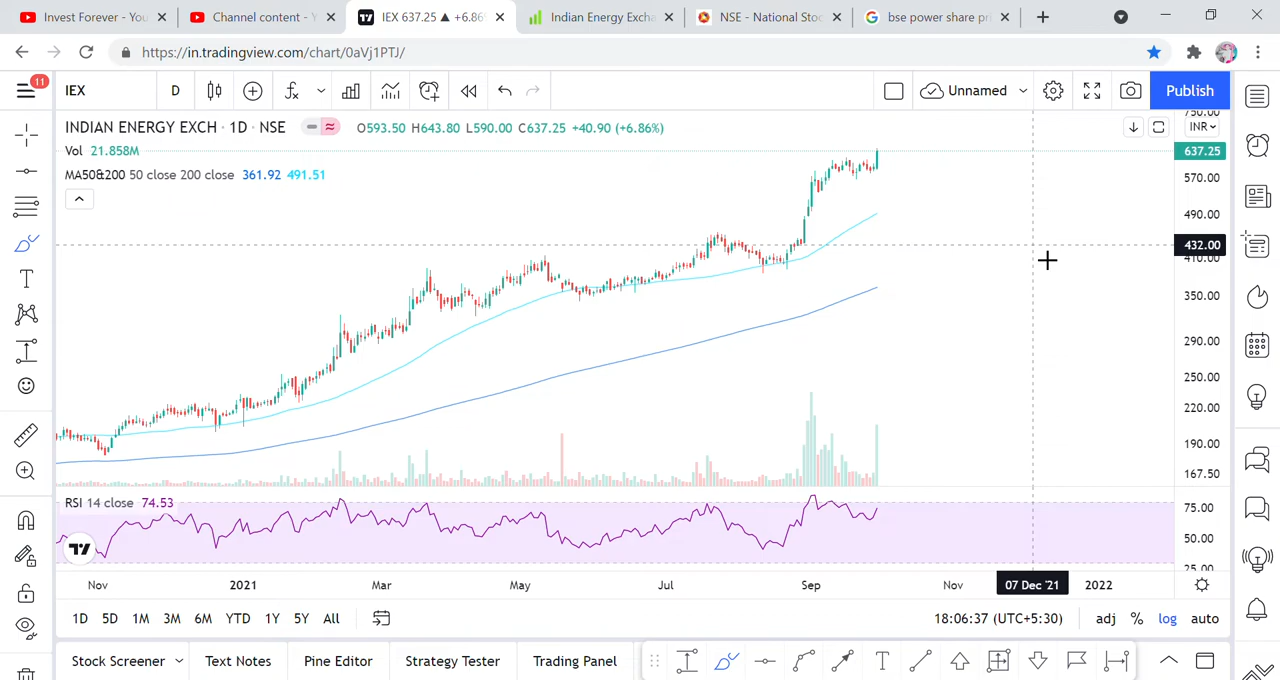 Invest Forever - You
Channel content - Y
IEX 637.25 ▲ +6.86
Indian Energy Excha
NSE - National Stoc
bse power share pri
https://in.tradingview.com/chart/0aVj1PTJ/
11
IEX
D
Unnamed
Publish
INDIAN ENERGY EXCH · 1D · NSE
O593.50 H643.80 L590.00 C637.25 +40.90 (+6.86%)
Vol 21.858M
MA50&200 50 close 200 close 361.92 491.51
750.00
INR
637.25
570.00
490.00
432.00
410.00
350.00
290.00
250.00
220.00
190.00
167.50
RSI 14 close 74.53
75.00
50.00
25.00
Nov 2021 Mar May Jul Sep Nov 07 Dec '21 2022
1D 5D 1M 3M 6M YTD 1Y 5Y All
18:06:37 (UTC+5:30) adj % log auto
Stock Screener Text Notes Pine Editor Strategy Tester Trading Panel